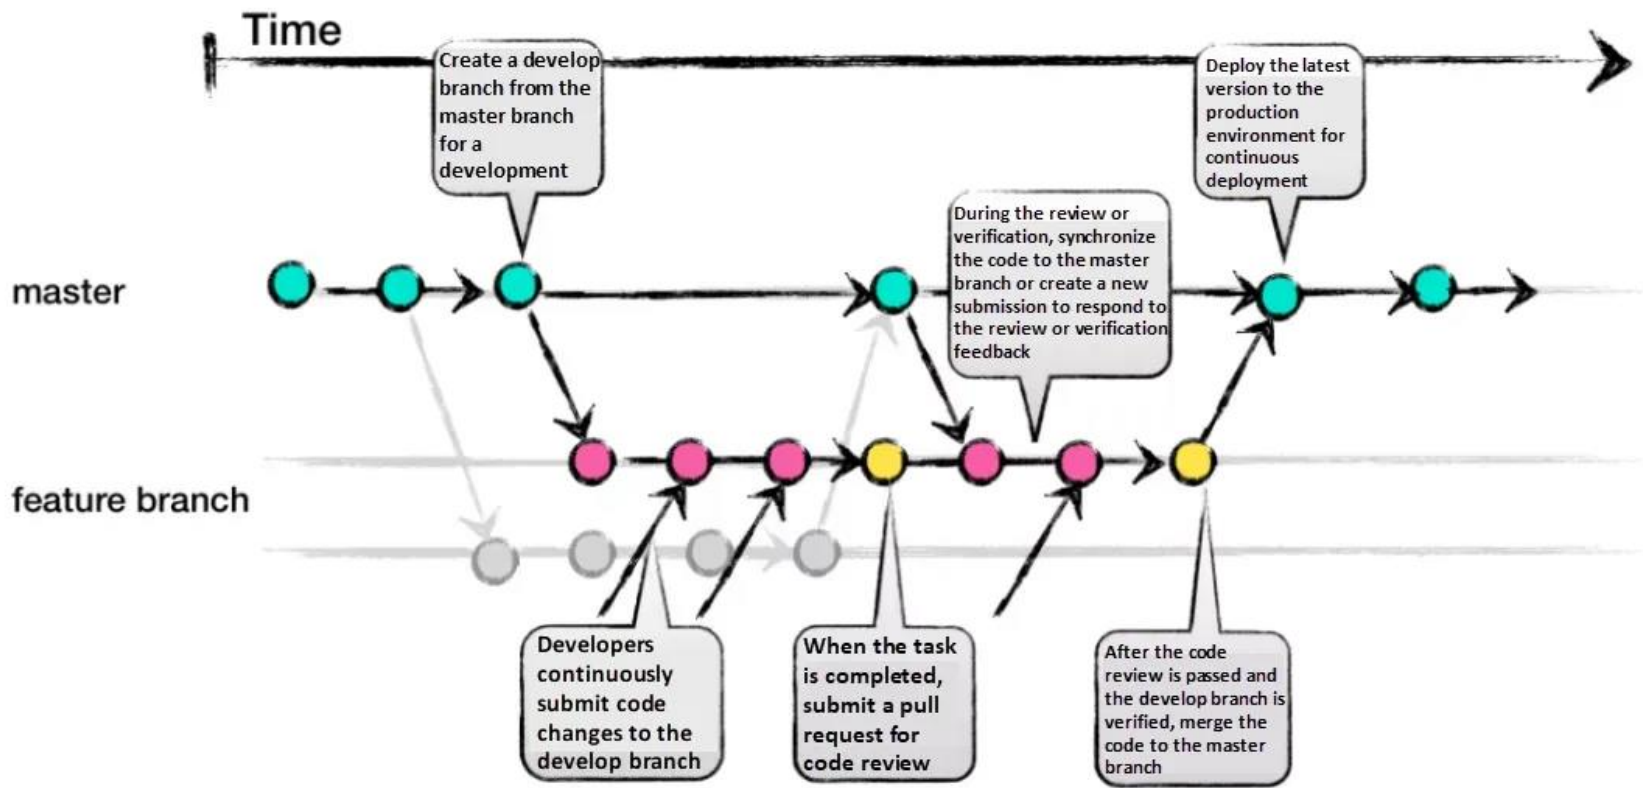 Time
Create a develop
branch from the
master branch
for a
development
Deploy the latest
version to the
production
environment for
continuous
deployment
During the review or
verification, synchronize
the code to the master
branch or create a new
submission to respond to
the review or verification
feedback
master
feature branch
Developers
continuously
submit code
changes to the
develop branch
When the task
is completed,
submit a pull
request for
code review
After the code
review is passed and
the develop branch is
verified, merge the
code to the master
branch